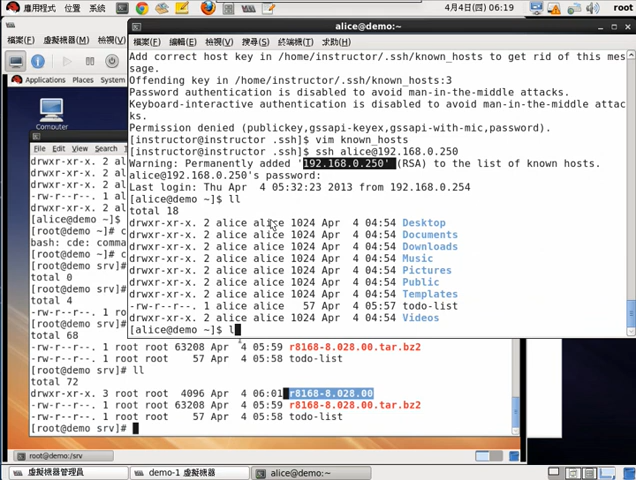 應用程式 位置 系統
4月4日(四) 06:19 root
alice@demo:~
檔案(F) 虛擬機器(M) 檢視(V)
檔案(F) 編輯(E) 檢視(V) 搜尋(S) 終端機(T) 求助(H)
Add correct host key in /home/instructor/.ssh/known_hosts to get rid of this mes
sage.
Offending key in /home/instructor/.ssh/known_hosts:3
Password authentication is disabled to avoid man-in-the-middle attacks.
Keyboard-interactive authentication is disabled to avoid man-in-the-middle attac
ks.
Permission denied (publickey,gssapi-keyex,gssapi-with-mic,password).
[instructor@instructor .ssh]$ vim known_hosts
[instructor@instructor .ssh]$ ssh alice@192.168.0.250
Warning: Permanently added '192.168.0.250' (RSA) to the list of known hosts.
alice@192.168.0.250's password:
Last login: Thu Apr  4 05:32:23 2013 from 192.168.0.254
[alice@demo ~]$ ll
total 18
drwxr-xr-x. 2 alice alice 1024 Apr  4 04:54 Desktop
drwxr-xr-x. 2 alice alice 1024 Apr  4 04:54 Documents
drwxr-xr-x. 2 alice alice 1024 Apr  4 04:54 Downloads
drwxr-xr-x. 2 alice alice 1024 Apr  4 04:54 Music
drwxr-xr-x. 2 alice alice 1024 Apr  4 04:54 Pictures
drwxr-xr-x. 2 alice alice 1024 Apr  4 04:54 Public
drwxr-xr-x. 2 alice alice 1024 Apr  4 04:54 Templates
-rw-r--r--. 1 alice alice   57 Apr  4 05:57 todo-list
drwxr-xr-x. 2 alice alice 1024 Apr  4 04:54 Videos
[alice@demo ~]$ l
Applications Places System
Computer
File Edit View Search
drwxr-xr-x. 2 al
drwxr-xr-x. 2 al
-rw-r--r--. 1 al
drwxr-xr-x. 2 al
[alice@demo ~]$
[root@demo ~]# c
bash: cde: comma
[root@demo ~]# c
[root@demo srv]#
total 0
[root@demo srv]#
total 4
-rw-r--r--. 1 ro
[root@demo srv]#
total 68
-rw-r--r--. 1 root root 63208 Apr  4 05:59 r8168-8.028.00.tar.bz2
-rw-r--r--. 1 root root    57 Apr  4 05:58 todo-list
[root@demo srv]# ll
total 72
drwxr-xr-x. 3 root root  4096 Apr  4 06:01 r8168-8.028.00
-rw-r--r--. 1 root root 63208 Apr  4 05:59 r8168-8.028.00.tar.bz2
-rw-r--r--. 1 root root    57 Apr  4 05:58 todo-list
[root@demo srv]#
root@demo:/srv
虛擬機器管理員 demo-1 虛擬機器 alice@demo:~